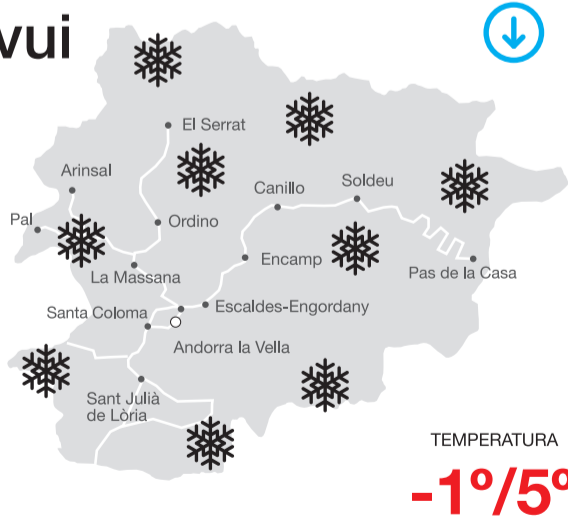 vui
El Serrat
Arinsal
Canillo
Soldeu
Pal
Ordino
Encamp
Pas de la Casa
La Massana
Escaldes-Engordany
Santa Coloma
Andorra la Vella
Sant Julià
de Lòria
TEMPERATURA
-1º/5º